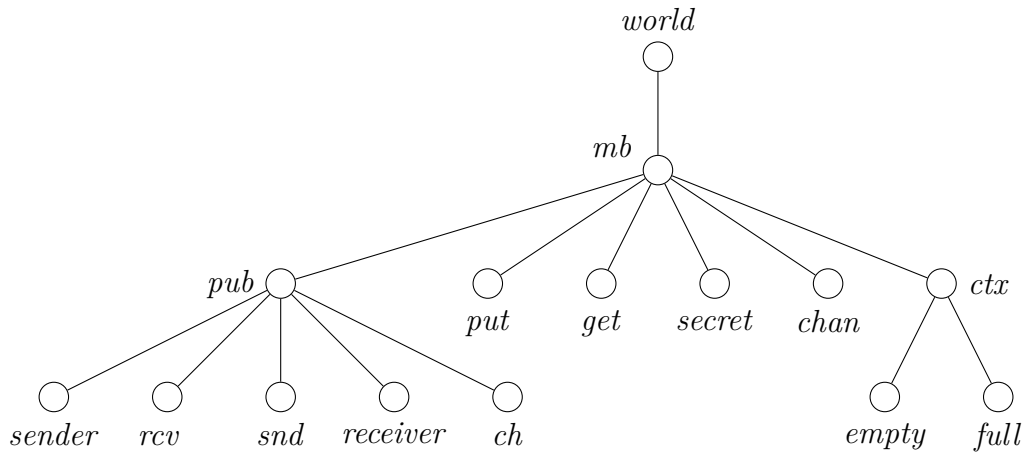 world
mb
pub
ctx
put get secret chan
sender rcv snd receiver ch empty full